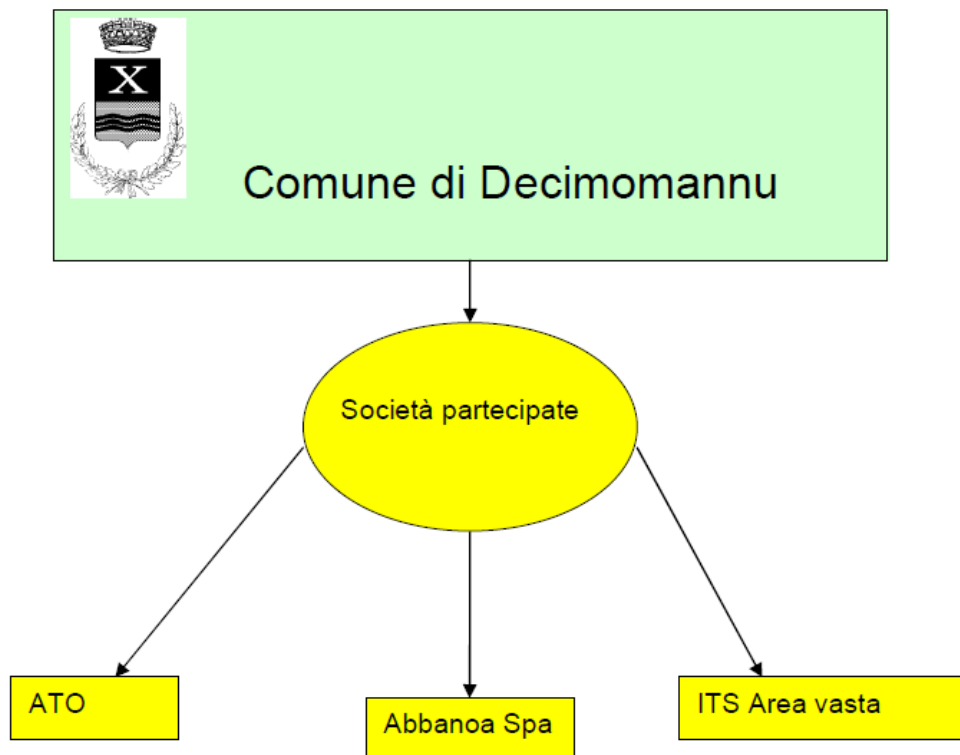 X
Comune di Decimomannu
Società partecipate
ATO
Abbanoa Spa
ITS Area vasta